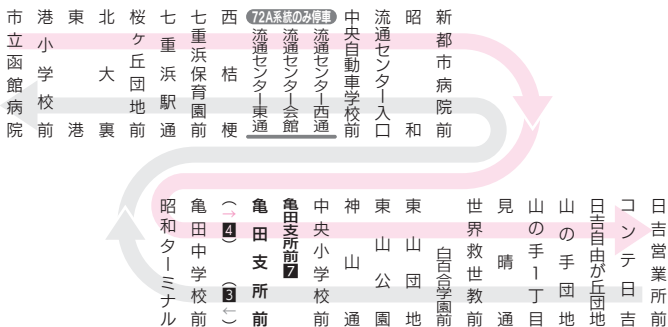 市立函館病院
港小学校前
東港
北大裏
桜ヶ丘団地前
七重浜駅通
七重浜保育園前
西桔梗
72A系統のみ停車
流通センター東通
流通センター会館
流通センター西通
中央自動車学校前
流通センター入口
昭和
新都市病院前
昭和ターミナル
亀田中学校前
(→4) (3←)
亀田支所前
亀田支所前7
中央小学校前
神山通
東山公園
東山団地
白百合学園前
世界救世教前
見晴通
山の手1丁目
山の手団地
日吉自由が丘団地
コンテ日吉
日吉営業所前